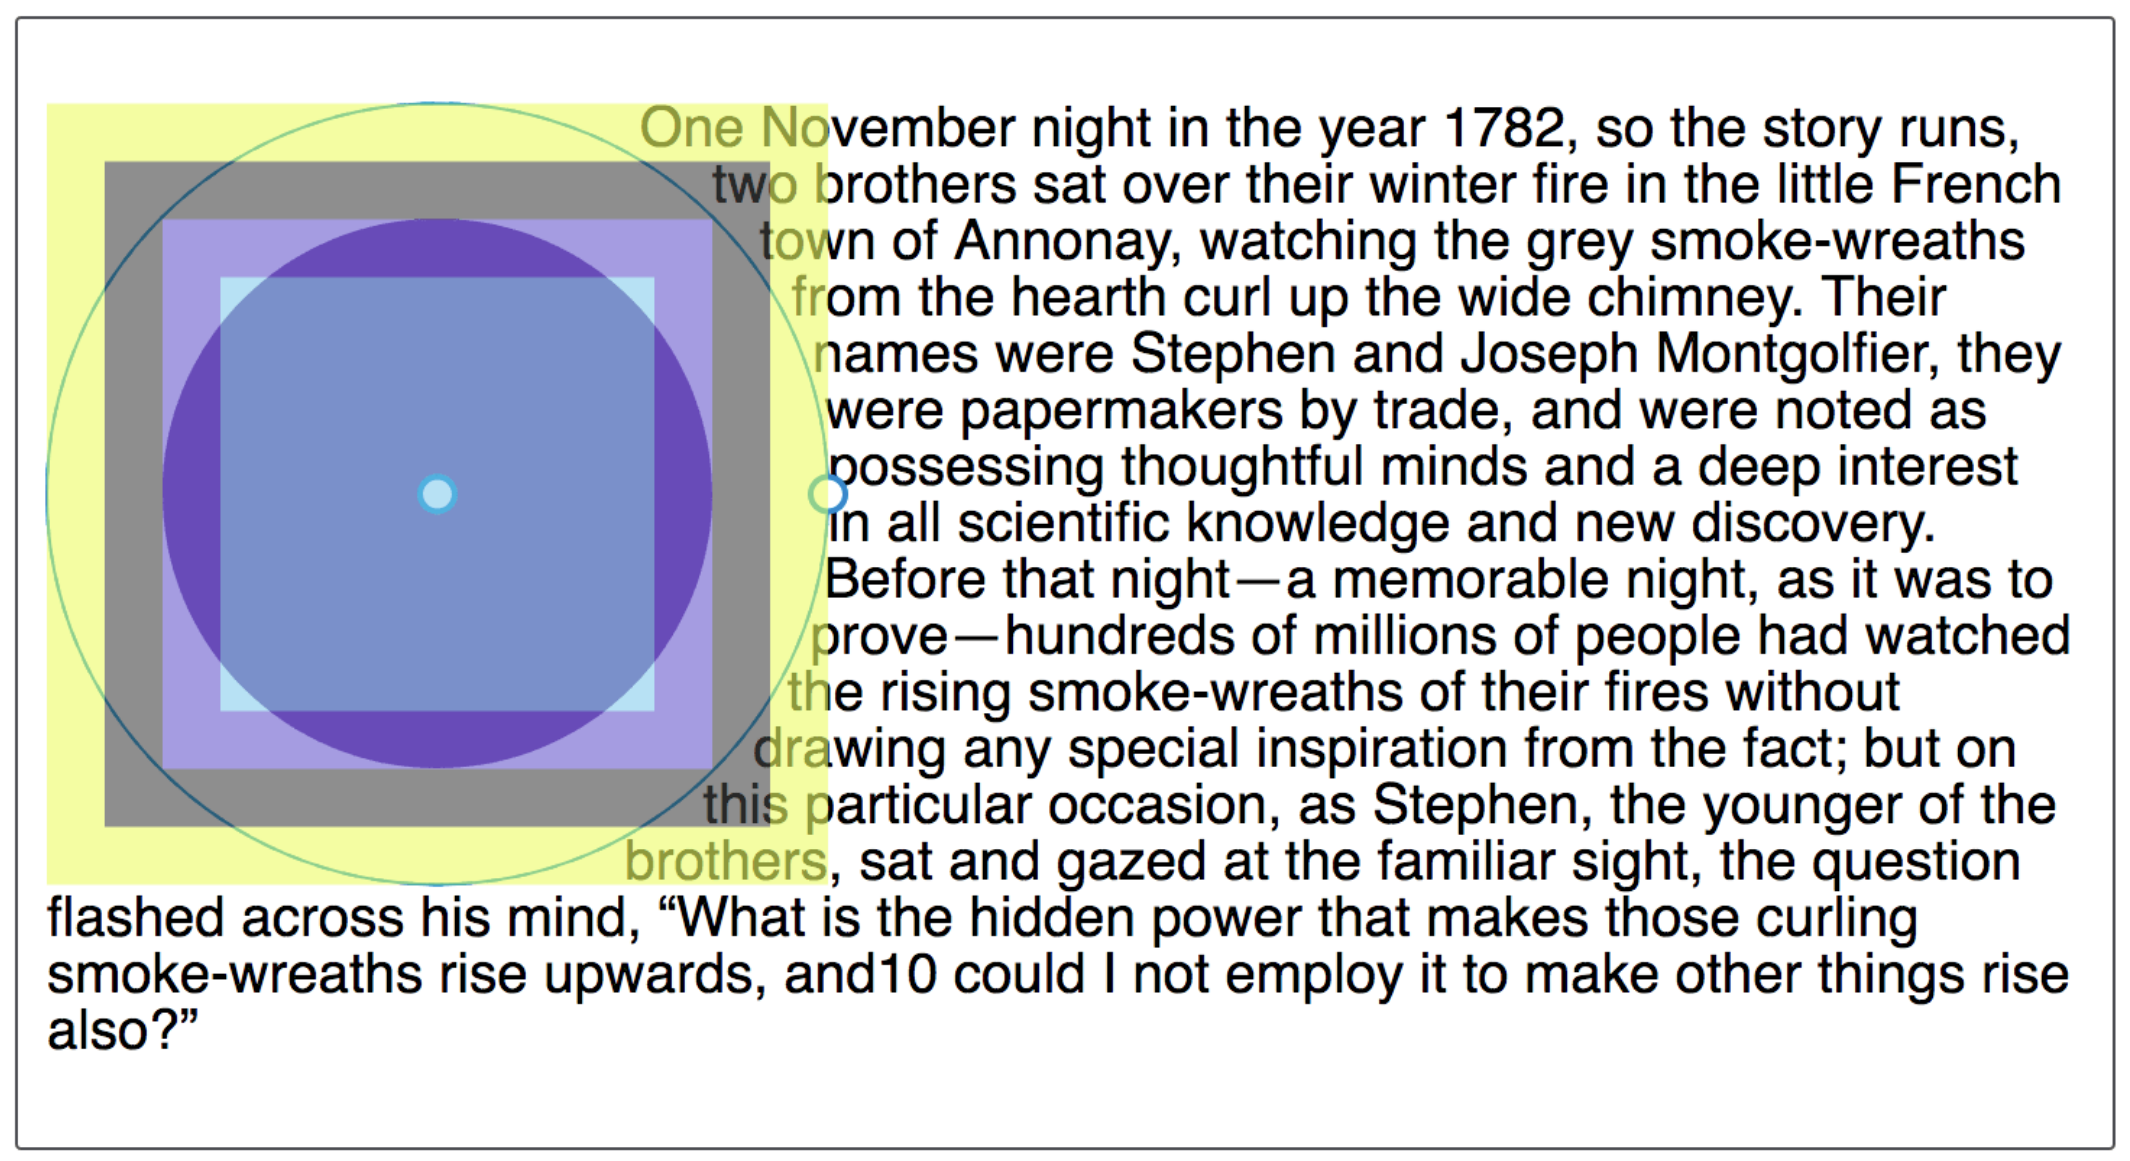 One November night in the year 1782, so the story runs,
two brothers sat over their winter fire in the little French
town of Annonay, watching the grey smoke-wreaths
from the hearth curl up the wide chimney. Their
names were Stephen and Joseph Montgolfier, they
were papermakers by trade, and were noted as
possessing thoughtful minds and a deep interest
in all scientific knowledge and new discovery.
Before that night—a memorable night, as it was to
prove—hundreds of millions of people had watched
the rising smoke-wreaths of their fires without
drawing any special inspiration from the fact; but on
this particular occasion, as Stephen, the younger of the
brothers, sat and gazed at the familiar sight, the question
flashed across his mind, “What is the hidden power that makes those curling
smoke-wreaths rise upwards, and10 could I not employ it to make other things rise
also?”